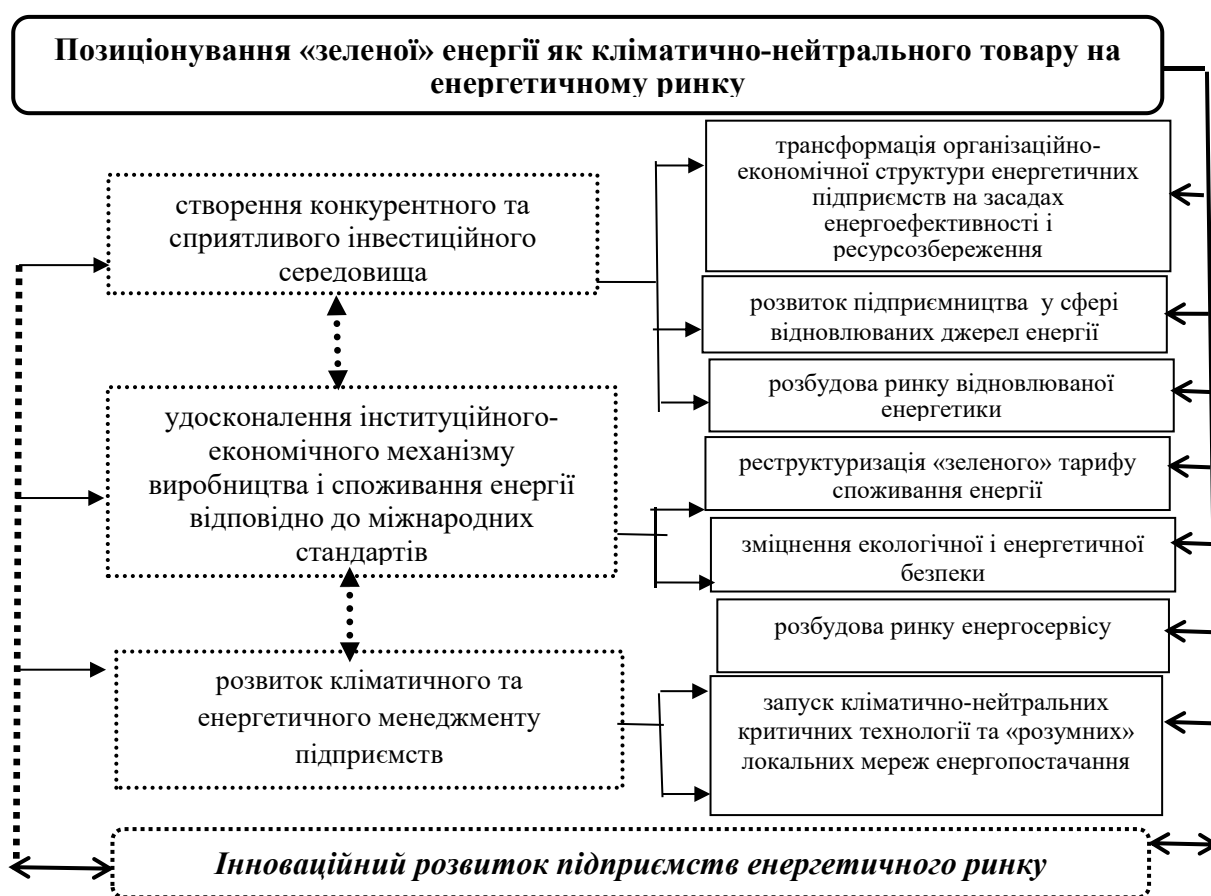 Позиціонування «зеленої» енергії як кліматично-нейтрального товару на
енергетичному ринку
створення конкурентного та
сприятливого інвестиційного
середовища
удосконалення інституційного-
економічного механізму
виробництва і споживання енергії
відповідно до міжнародних
стандартів
розвиток кліматичного та
енергетичного менеджменту
підприємств
трансформація організаційно-
економічної структури енергетичних
підприємств на засадах
енергоефективності і
ресурсозбереження
розвиток підприємництва у сфері
відновлюваних джерел енергії
розбудова ринку відновлюваної
енергетики
реструктуризація «зеленого» тарифу
споживання енергії
зміцнення екологічної і енергетичної
безпеки
розбудова ринку енергосервісу
запуск кліматично-нейтральних
критичних технології та «розумних»
локальних мереж енергопостачання
Інноваційний розвиток підприємств енергетичного ринку